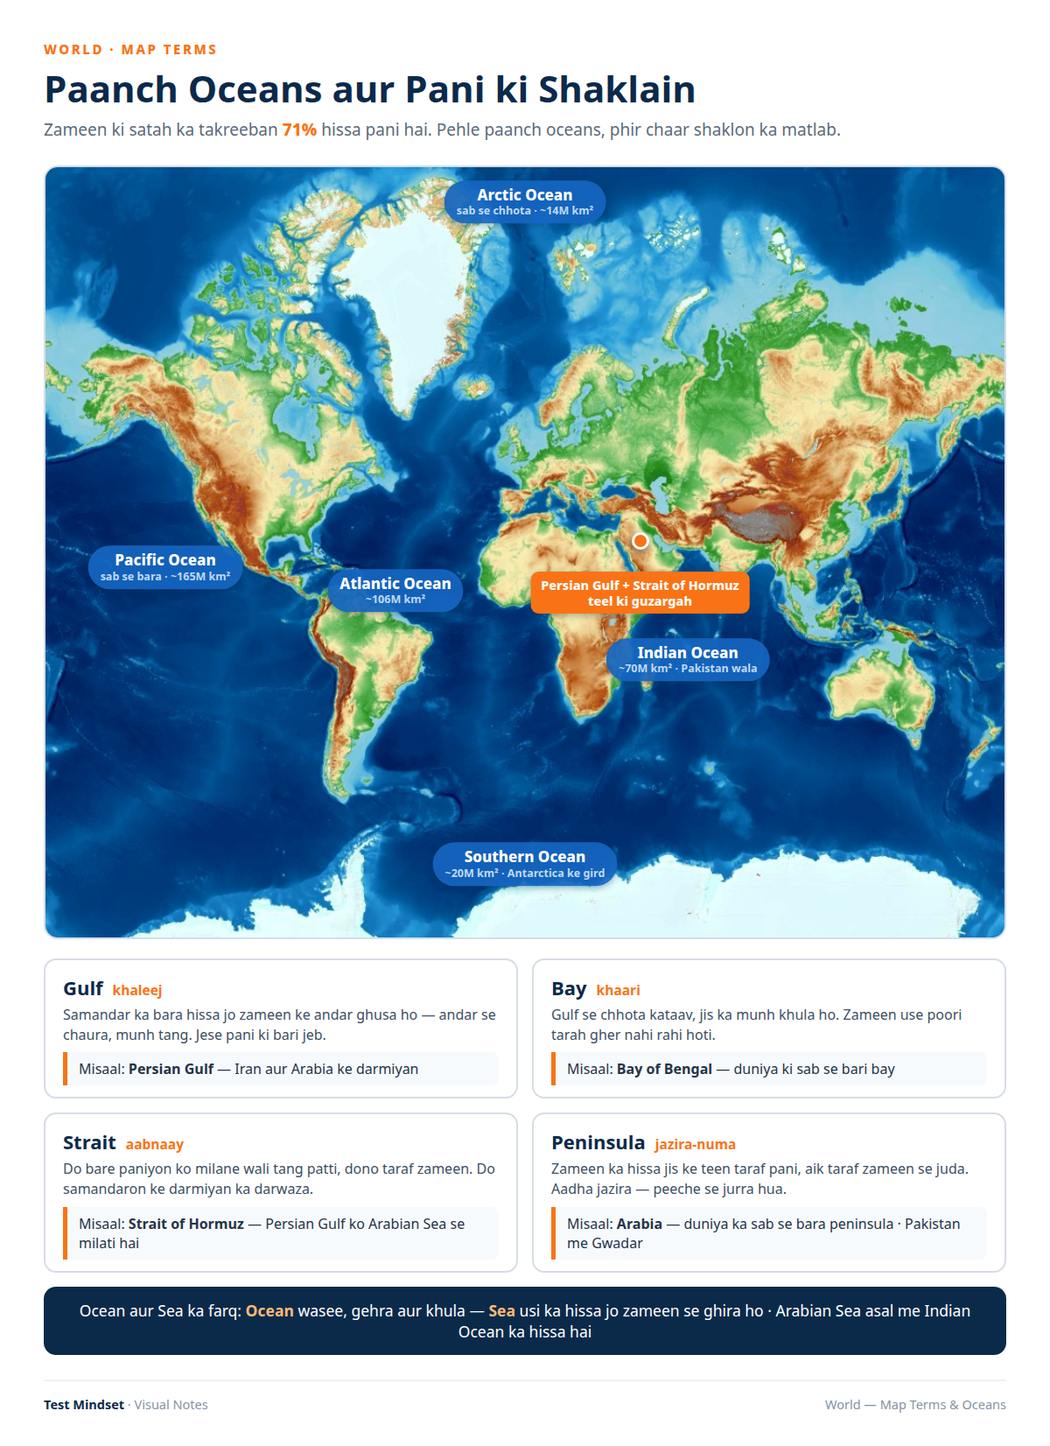 WORLD · MAP TERMS
Paanch Oceans aur Pani ki Shaklain
Zameen ki satah ka takreeban 71% hissa pani hai. Pehle paanch oceans, phir chaar shaklon ka matlab.
Arctic Ocean
sab se chhota · ~14M km²
Pacific Ocean
sab se bara · ~165M km²
Atlantic Ocean
~106M km²
Persian Gulf + Strait of Hormuz
teel ki guzargah
Indian Ocean
~70M km² · Pakistan wala
Southern Ocean
~20M km² · Antarctica ke gird
Gulf khaleej
Samandar ka bara hissa jo zameen ke andar ghusa ho — andar se
chaura, munh tang. Jese pani ki bari jeb.
Misaal: Persian Gulf — Iran aur Arabia ke darmiyan
Bay khaari
Gulf se chhota kataav, jis ka munh khula ho. Zameen use poori
tarah gher nahi rahi hoti.
Misaal: Bay of Bengal — duniya ki sab se bari bay
Strait aabnaay
Do bare paniyon ko milane wali tang patti, dono taraf zameen. Do
samandaron ke darmiyan ka darwaza.
Misaal: Strait of Hormuz — Persian Gulf ko Arabian Sea se
milati hai
Peninsula jazira-numa
Zameen ka hissa jis ke teen taraf pani, aik taraf zameen se juda.
Aadha jazira — peeche se jurra hua.
Misaal: Arabia — duniya ka sab se bara peninsula · Pakistan
me Gwadar
Ocean aur Sea ka farq: Ocean wasee, gehra aur khula — Sea usi ka hissa jo zameen se ghira ho · Arabian Sea asal me Indian
Ocean ka hissa hai
Test Mindset · Visual Notes
World — Map Terms & Oceans